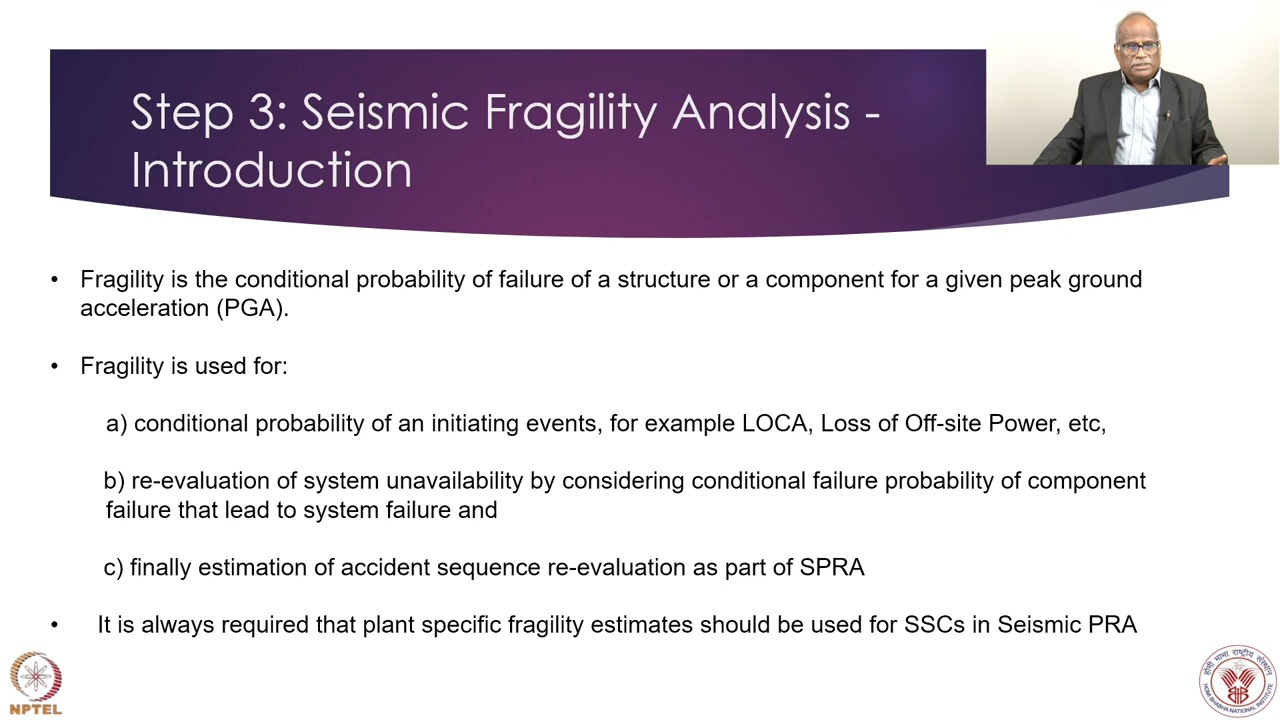 Step 3: Seismic Fragility Analysis -
Introduction
• Fragility is the conditional probability of failure of a structure or a component for a given peak ground
acceleration (PGA).
• Fragility is used for:
a) conditional probability of an initiating events, for example LOCA, Loss of Off-site Power, etc,
b) re-evaluation of system unavailability by considering conditional failure probability of component
failure that lead to system failure and
c) finally estimation of accident sequence re-evaluation as part of SPRA
• It is always required that plant specific fragility estimates should be used for SSCs in Seismic PRA
NPTEL
होमी भाभा राष्ट्रीय संस्थान
HOMI BHABHA NATIONAL INSTITUTE